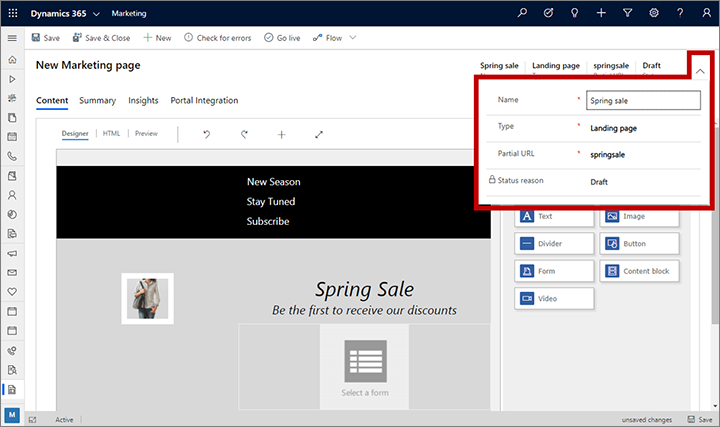 Dynamics 365 Marketing
Save Save & Close New Check for errors Go live Flow
New Marketing page
Spring sale Landing page springsale Draft
Content Summary Insights Portal Integration
Name * Spring sale
Type * Landing page
Partial URL * springsale
Status reason Draft
Designer HTML Preview
New Season
Stay Tuned
Subscribe
Text Image
Divider Button
Form Content block
Video
Spring Sale
Be the first to receive our discounts
Select a form
M Active unsaved changes Save